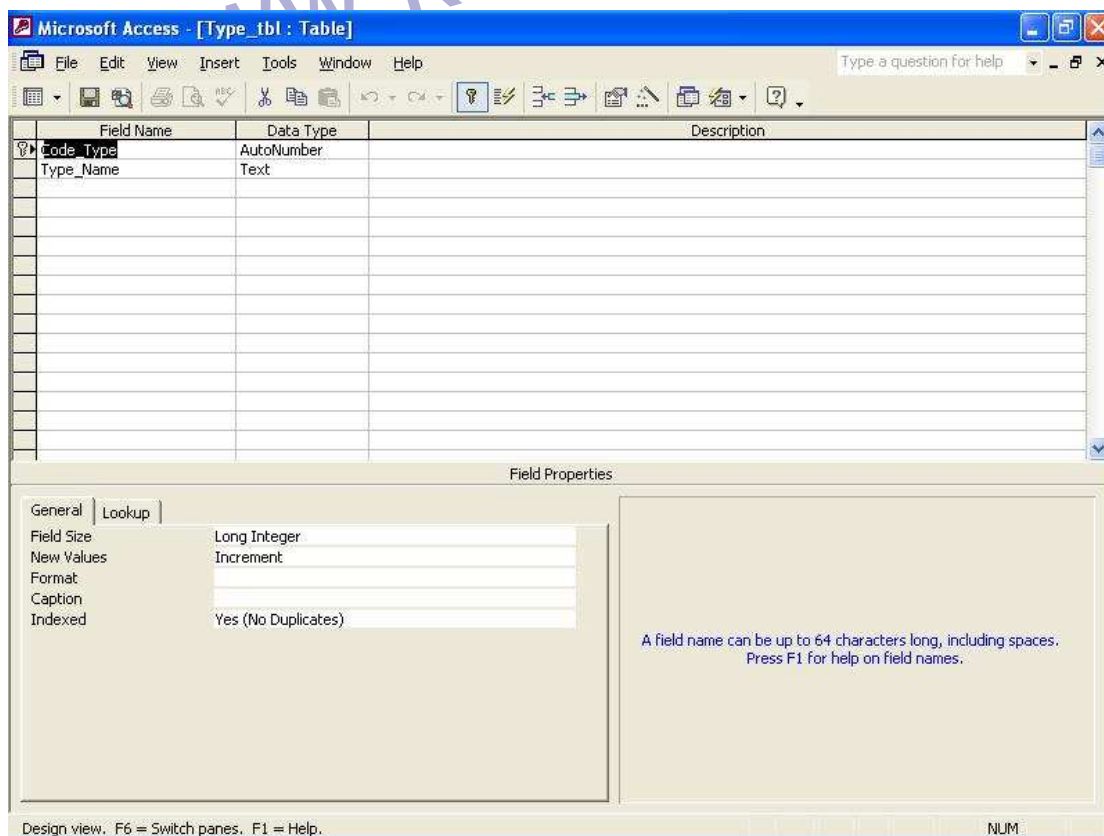 Microsoft Access - [Type_tbl : Table]
File Edit View Insert Tools Window Help Type a question for help
Field Name Data Type Description
Code_Type AutoNumber
Type_Name Text
Field Properties
General Lookup
Field Size Long Integer
New Values Increment
Format
Caption
Indexed Yes (No Duplicates)
A field name can be up to 64 characters long, including spaces.
Press F1 for help on field names.
Design view. F6 = Switch panes. F1 = Help. NUM